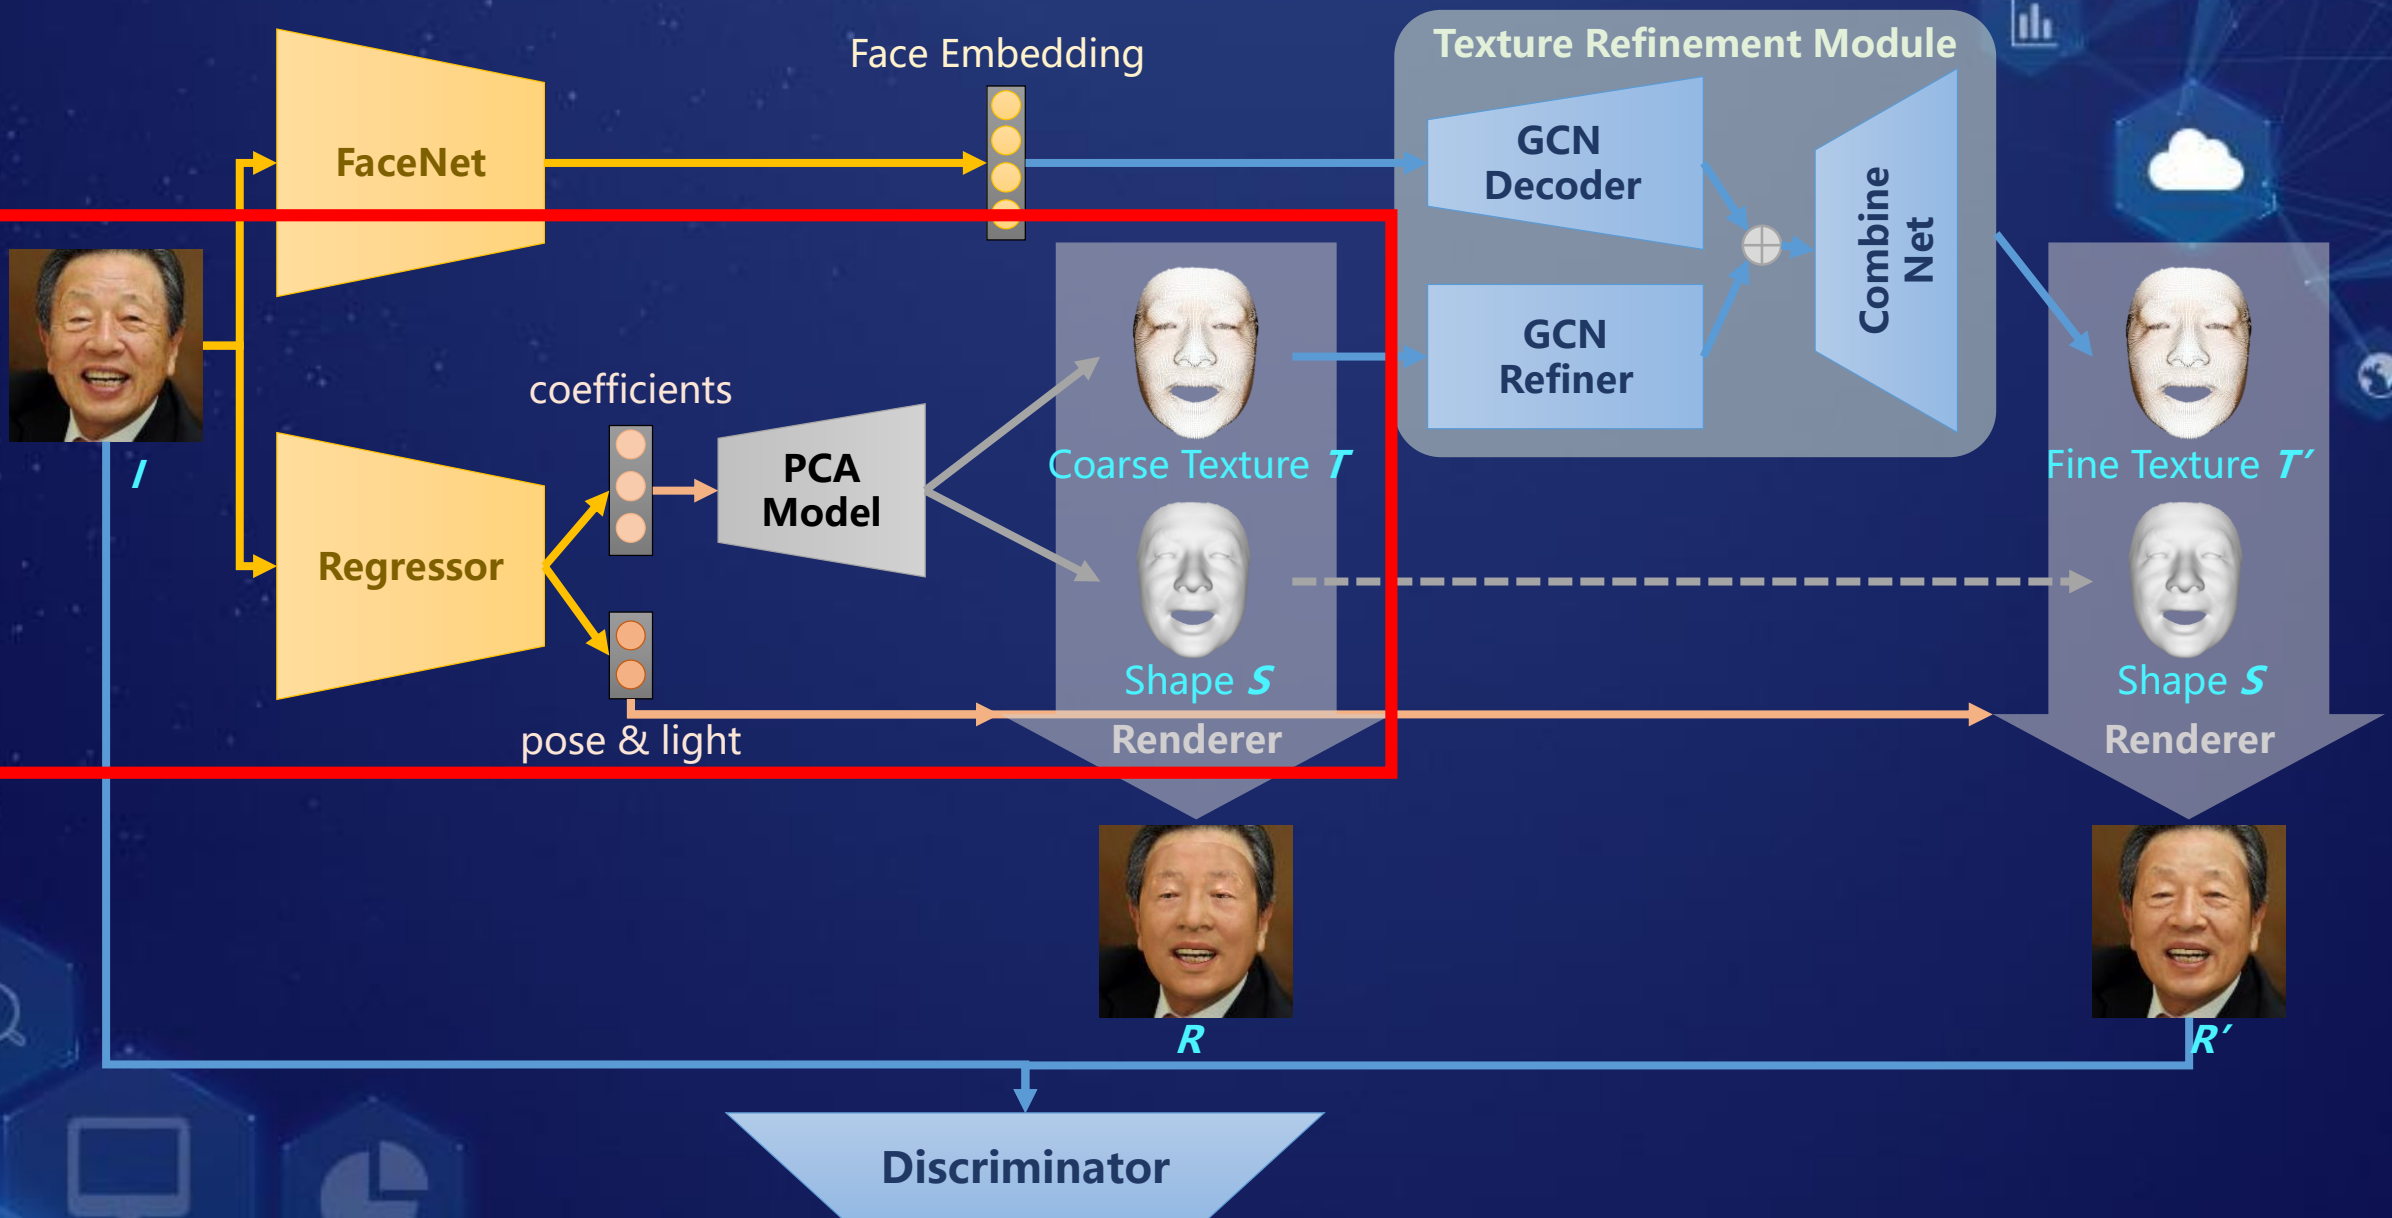 Texture Refinement Module
Face Embedding
FaceNet
GCN
Decoder
Combine
Net
GCN
Refiner
I
coefficients
PCA
Model
Coarse Texture T
Fine Texture T′
Regressor
Shape S
Shape S
pose & light
Renderer
Renderer
R
R′
Discriminator